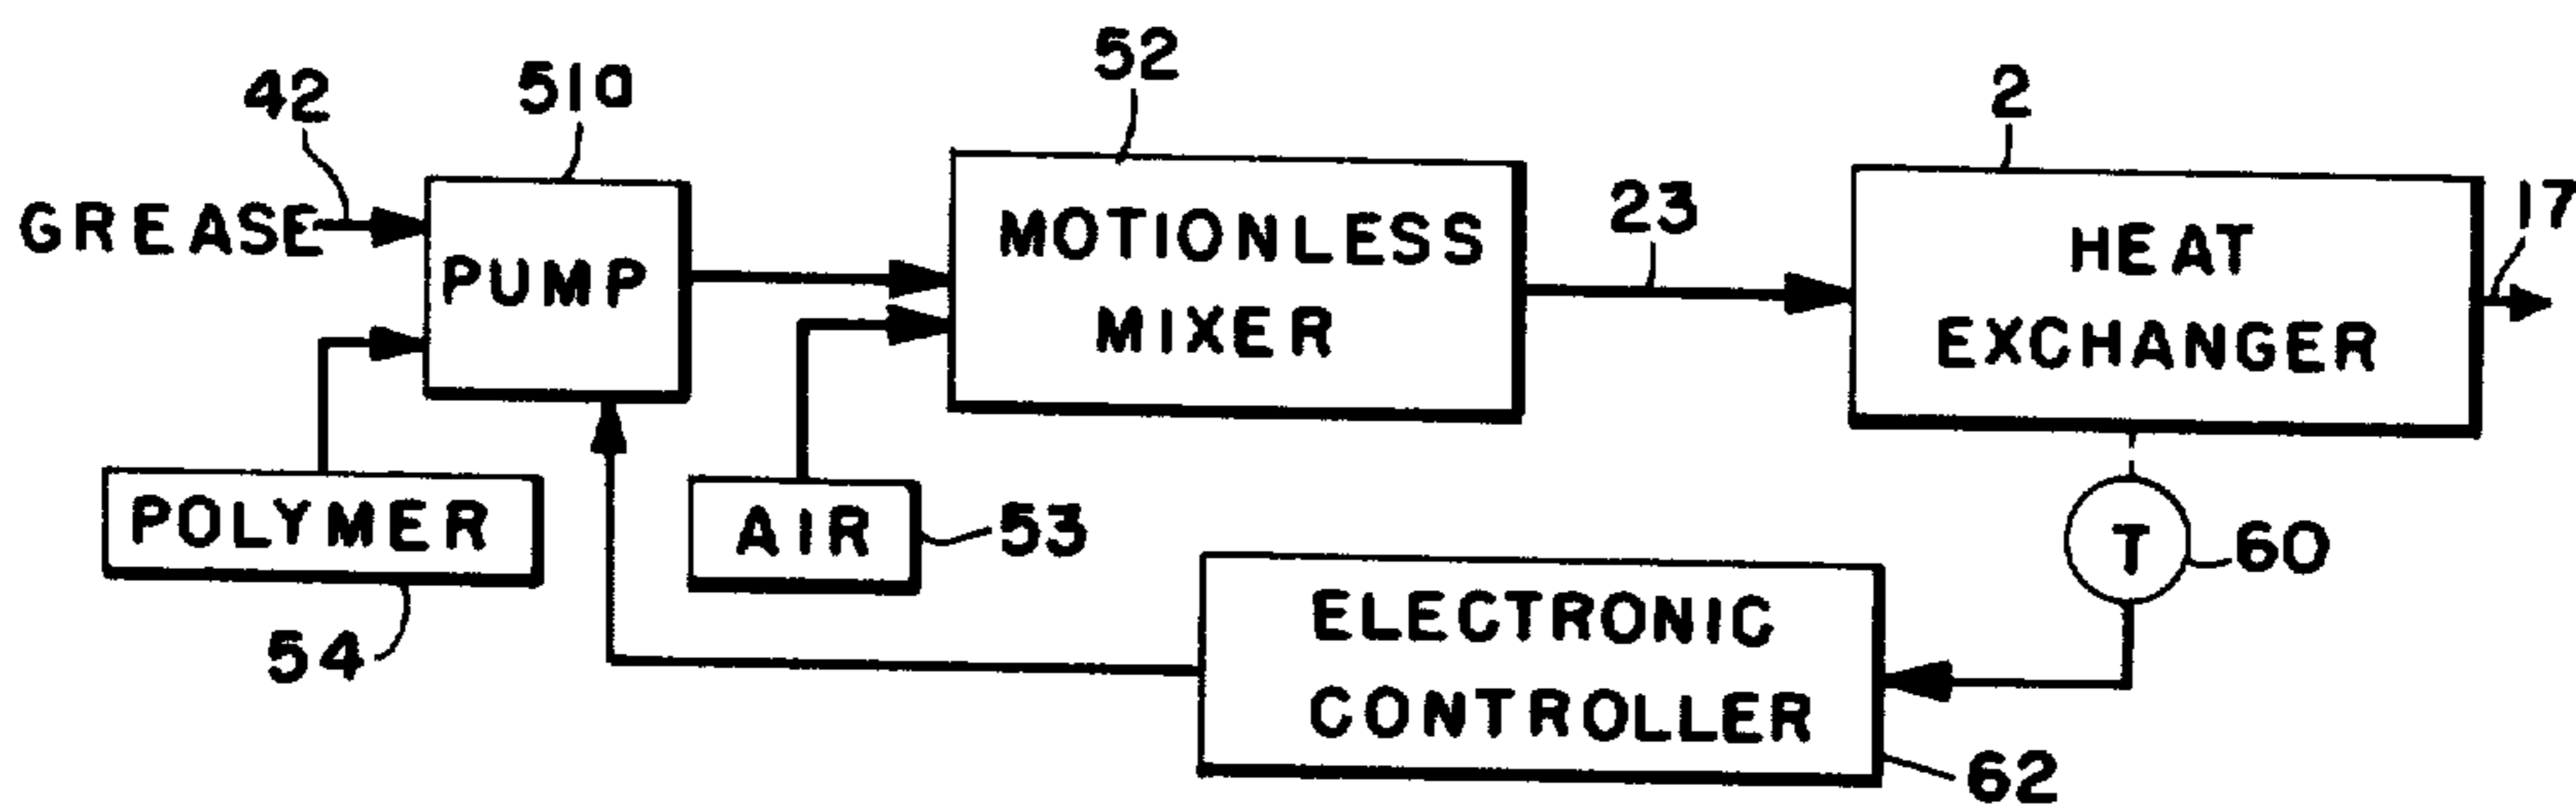 42
51a
52
2
GREASE
PUMP
MOTIONLESS
MIXER
23
HEAT
EXCHANGER
17
POLYMER
54
AIR
53
T
60
ELECTRONIC
CONTROLLER
62